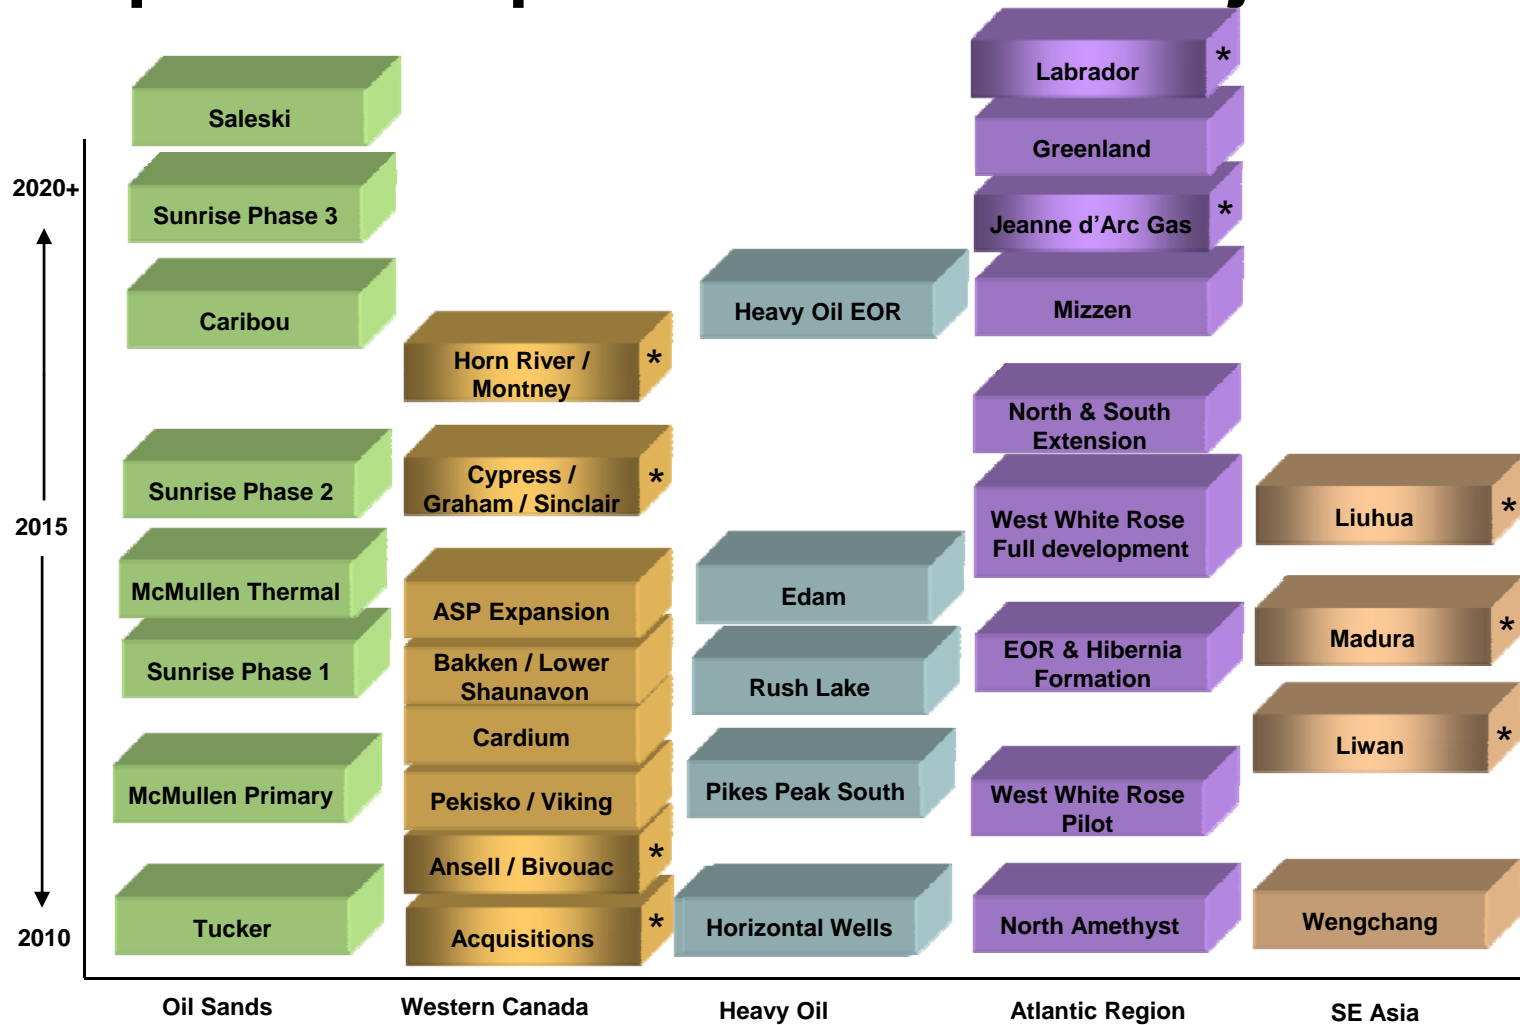 Labrador *
Saleski
Greenland
2020+
Sunrise Phase 3
Jeanne d’Arc Gas *
Caribou
Heavy Oil EOR
Mizzen
Horn River /
Montney
*
North & South
Extension
Sunrise Phase 2
Cypress /
Graham / Sinclair
*
2015
West White Rose
Full development
Liuhua *
McMullen Thermal
ASP Expansion
Edam
Madura *
Sunrise Phase 1
Bakken / Lower
Shaunavon
Rush Lake
EOR & Hibernia
Formation
Cardium
Liwan *
McMullen Primary
Pekisko / Viking
Pikes Peak South
West White Rose
Pilot
Ansell / Bivouac *
Tucker
Acquisitions *
Horizontal Wells
North Amethyst
Wengchang
2010
Oil Sands
Western Canada
Heavy Oil
Atlantic Region
SE Asia